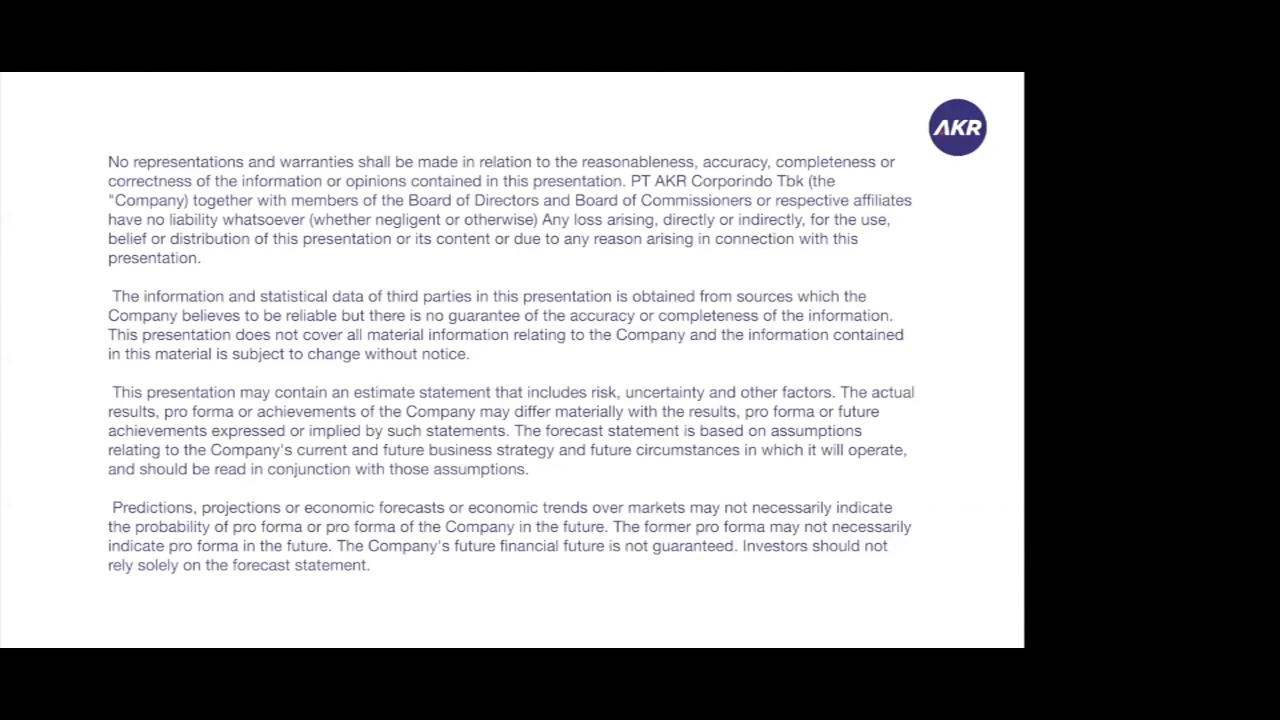 AKR
No representations and warranties shall be made in relation to the reasonableness, accuracy, completeness or
correctness of the information or opinions contained in this presentation. PT AKR Corporindo Tbk (the
"Company) together with members of the Board of Directors and Board of Commissioners or respective affiliates
have no liability whatsoever (whether negligent or otherwise) Any loss arising, directly or indirectly, for the use,
belief or distribution of this presentation or its content or due to any reason arising in connection with this
presentation.
The information and statistical data of third parties in this presentation is obtained from sources which the
Company believes to be reliable but there is no guarantee of the accuracy or completeness of the information.
This presentation does not cover all material information relating to the Company and the information contained
in this material is subject to change without notice.
This presentation may contain an estimate statement that includes risk, uncertainty and other factors. The actual
results, pro forma or achievements of the Company may differ materially with the results, pro forma or future
achievements expressed or implied by such statements. The forecast statement is based on assumptions
relating to the Company's current and future business strategy and future circumstances in which it will operate,
and should be read in conjunction with those assumptions.
Predictions, projections or economic forecasts or economic trends over markets may not necessarily indicate
the probability of pro forma or pro forma of the Company in the future. The former pro forma may not necessarily
indicate pro forma in the future. The Company's future financial future is not guaranteed. Investors should not
rely solely on the forecast statement.